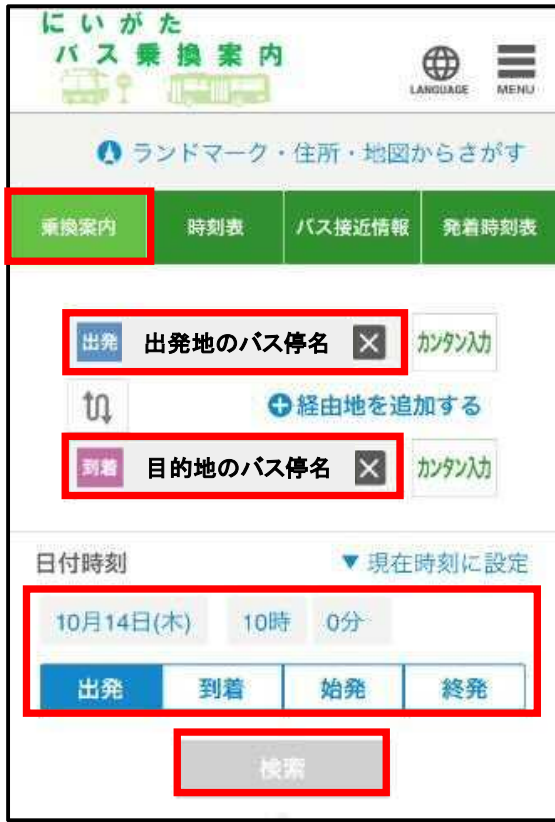 にいがた
バス乗換案内
LANGUAGE MENU
ランドマーク・住所・地図からさがす
乗換案内 時刻表 バス接近情報 発着時刻表
出発 出発地のバス停名 カンタン入力
経由地を追加する
到着 目的地のバス停名 カンタン入力
日付時刻 ▼現在時刻に設定
10月14日(木) 10時 0分
出発 到着 始発 終発
検索